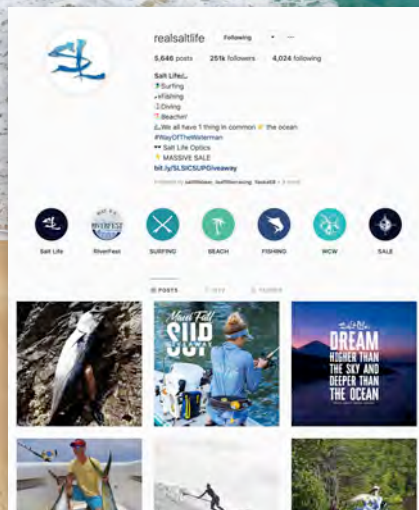 realsaltlife Following
5,646 posts 251k followers 4,024 following
Salt Life
Surfing
Fishing
Diving
Beachin'
We all have 1 thing in common the ocean
#WayOfTheWaterman
Salt Life Optics
MASSIVE SALE
bit.ly/SLSICSUPGiveaway
Salt Life RiverFest SURFING BEACH FISHING WCW SALE
POSTS
SUP
DREAM
HIGHER THAN
THE SKY AND
DEEPER THAN
THE OCEAN